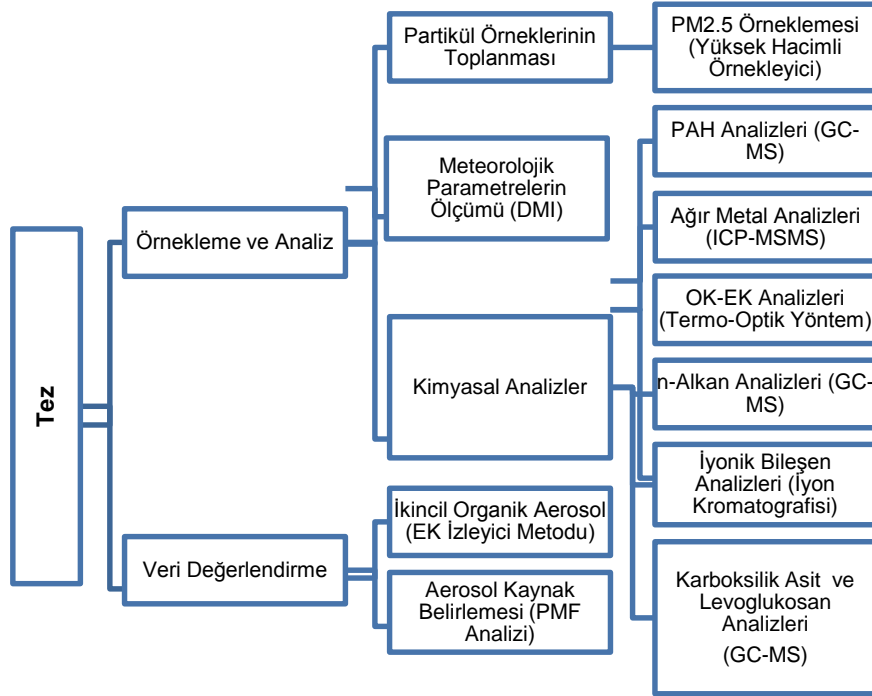 Tez
Örnekleme ve Analiz
Partikül Örneklerinin
Toplanması
PM2.5 Örneklemesi
(Yüksek Hacimli
Örnekleyici)
Meteorolojik
Parametrelerin
Ölçümü (DMI)
Kimyasal Analizler
PAH Analizleri (GC-
MS)
Ağır Metal Analizleri
(ICP-MSMS)
OK-EK Analizleri
(Termo-Optik Yöntem)
n-Alkan Analizleri (GC-
MS)
İyonik Bileşen
Analizleri (İyon
Kromatografisi)
Karboksilik Asit ve
Levoglukosan
Analizleri
(GC-MS)
Veri Değerlendirme
İkincil Organik Aerosol
(EK İzleyici Metodu)
Aerosol Kaynak
Belirlemesi (PMF
Analizi)